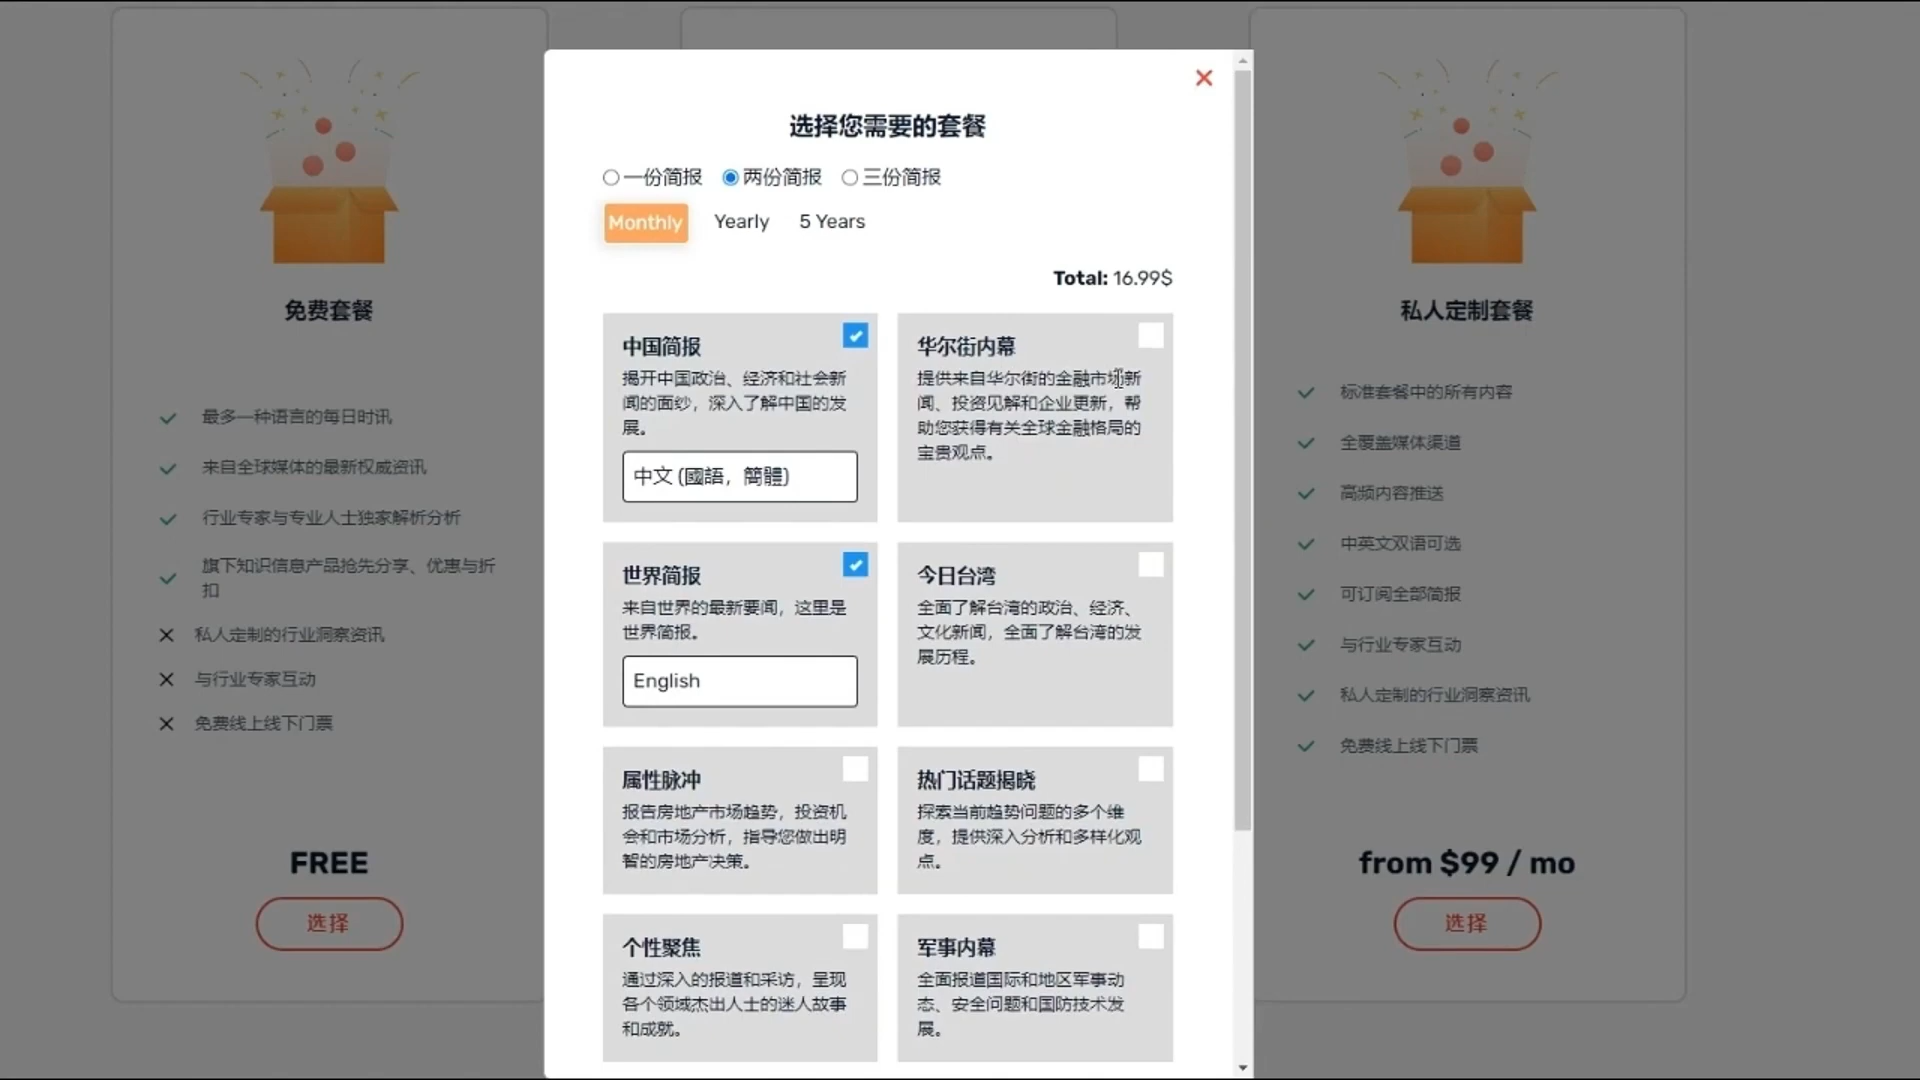 选择您需要的套餐
一份简报 两份简报 三份简报
Monthly Yearly 5 Years
Total: 16.99$
中国简报
揭开中国政治、经济和社会新
闻的面纱，深入了解中国的发
展。
中文 (國語，簡體)
华尔街内幕
提供来自华尔街的金融市场新
闻、投资见解和企业更新，帮
助您获得有关全球金融格局的
宝贵观点。
世界简报
来自世界的最新要闻，这里是
世界简报。
English
今日台湾
全面了解台湾的政治、经济、
文化新闻，全面了解台湾的发
展历程。
属性脉冲
报告房地产市场趋势，投资机
会和市场分析，指导您做出明
智的房地产决策。
热门话题揭晓
探索当前趋势问题的多个维
度，提供深入分析和多样化观
点。
个性聚焦
通过深入的报道和采访，呈现
各个领域杰出人士的迷人故事
和成就。
军事内幕
全面报道国际和地区军事动
态、安全问题和国防技术发
展。
免费套餐
最多一种语言的每日时讯
来自全球媒体的最新权威资讯
行业专家与专业人士独家解析分析
旗下知识信息产品抢先分享、优惠与折
扣
私人定制的行业洞察资讯
与行业专家互动
免费线上线下门票
FREE
选择
私人定制套餐
标准套餐中的所有内容
全覆盖媒体渠道
高频内容推送
中英文双语可选
可订阅全部简报
与行业专家互动
私人定制的行业洞察资讯
免费线上线下门票
from $99 / mo
选择